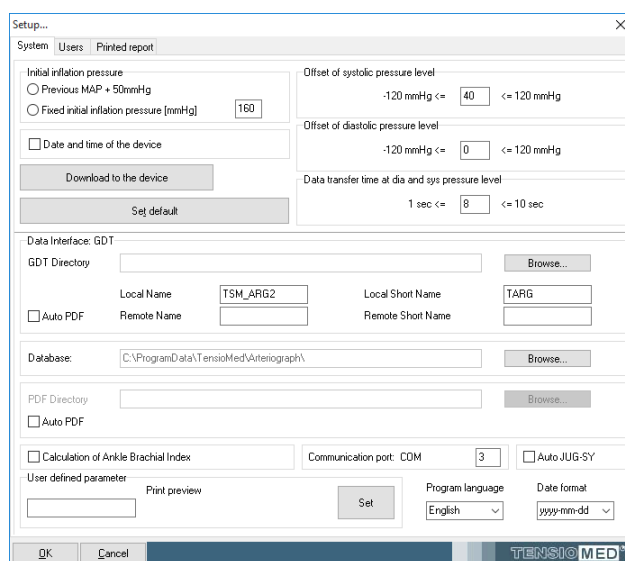 Setup...
System Users Printed report
Initial inflation pressure
Previous MAP + 50mmHg
Fixed initial inflation pressure [mmHg] 160
Date and time of the device
Download to the device
Set default
Offset of systolic pressure level
-120 mmHg <= 40 <= 120 mmHg
Offset of diastolic pressure level
-120 mmHg <= 0 <= 120 mmHg
Data transfer time at dia and sys pressure level
1 sec <= 8 <= 10 sec
Data Interface: GDT
GDT Directory Browse...
Local Name TSM_ARG2 Local Short Name TARG
Auto PDF Remote Name Remote Short Name
Database: C:\ProgramData\TensioMed\Arteriograph\ Browse...
PDF Directory Browse...
Auto PDF
Calculation of Ankle Brachial Index Communication port: COM 3 Auto JUG-SY
User defined parameter
Print preview
Set
Program language Date format
English yyyy-mm-dd
OK Cancel TENSIOMED